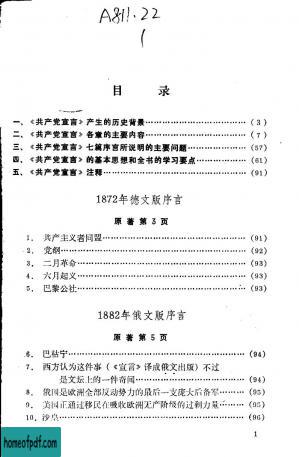 A811.22
1
目 录
一、《共产党宣言》产生的历史背景……………………(3)
二、《共产党宣言》各章的主要内容……………………(7)
三、《共产党宣言》七篇序言所说明的主要问题…………(57)
四、《共产党宣言》的基本思想和全书的学习要点………(61)
五、《共产党宣言》注释……………………………(91)
1872年德文版序言
原著第3页
1. 共产主义者同盟……………………………(91)
2. 党纲……………………………………(93)
3. 二月革命…………………………………(93)
4. 六月起义…………………………………(93)
5. 巴黎公社…………………………………(93)
1882年俄文版序言
原著第5页
6. 巴枯宁…………………………………(94)
7. 西方认为这件事(《宣言》译成俄文出版)不过
是文坛上的一件奇闻………………………(94)
8. 俄国是欧洲全部反动势力的最后一支庞大后备军……(95)
9. 美国正通过移民在吸收欧洲无产阶级的过剩力量……(95)
10. 沙皇……………………………………(96)
1
homeofpdf.com